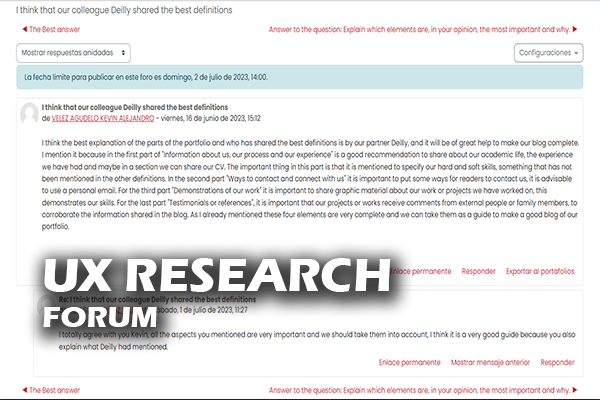 I think that our colleague Deilly shared the best definitions
◀ The Best answer
Answer to the question: Explain which elements are, in your opinion, the most important and why. ▶
Mostrar respuestas anidadas
Configuraciones
La fecha límite para publicar en este foro es domingo, 2 de julio de 2023, 14:00.
I think that our colleague Deilly shared the best definitions
de VELEZ AGUDELO KEVIN ALEJANDRO - viernes, 16 de junio de 2023, 15:12
I think the best explanation of the parts of the portfolio and who has shared the best definitions is by our partner Deilly, and it will be of great help to make our blog complete.
I mention it because in the first part of "Information about us, our process and our experience" is a good recommendation to share about our academic life, the experience
we have had and maybe in a section we can share our CV. The important thing in this part is that it is mentioned to specify our hard and soft skills, something that has not
been mentioned in the other definitions. In the second part "Ways to contact and connect with us" it is important to put some ways for readers to contact us, it is advisable
to use a personal email. For the third part "Demonstrations of our work" it is important to share graphic material about our work or projects we have worked on, this
demonstrates our skills. For the last part "Testimonials or references", it is important that our projects or works receive comments from external people or family members, to
corroborate the information shared in the blog. As I already mentioned these four elements are very complete and we can take them as a guide to make a good blog of our
portfolio.
Enlace permanente Responder Exportar al portafolios
UX RESEARCH
FORUM
Re: I think that our colleague Deilly shared the best definitions
sábado, 1 de julio de 2023, 11:27
I totally agree with you Kevin, all the aspects you mentioned are very important and we should take them into account, I think it is a very good guide because you also
explain what Deilly had mentioned.
Enlace permanente Mostrar mensaje anterior Responder
◀ The Best answer
Answer to the question: Explain which elements are, in your opinion, the most important and why. ▶